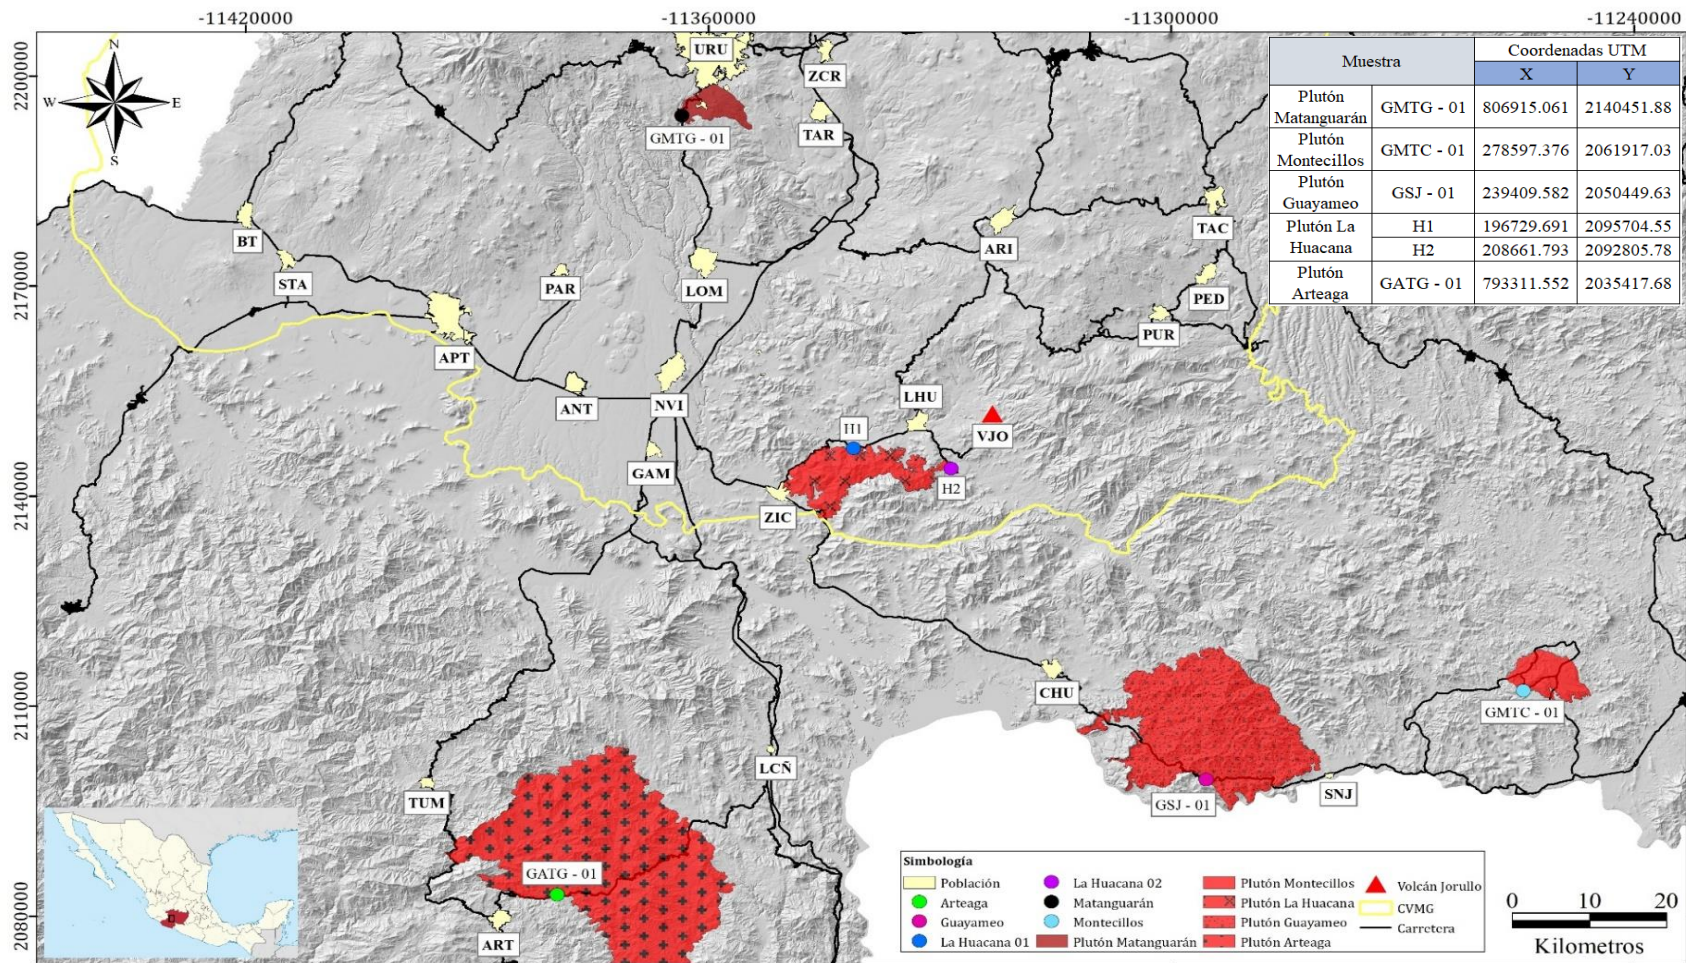 -11420000
-11360000
-11300000
-11240000
2200000
2170000
2140000
2110000
2080000
N
W
E
S
URU
ZCR
GMTG - 01
TAR
BT
STA
PAR
LOM
ARI
TAC
PED
PUR
APT
ANT
NVI
LHU
VJO
H1
GAM
H2
ZIC
CHU
GMTC - 01
LCÑ
TUM
GSJ - 01
SNJ
GATG - 01
ART
Muestra
Coordenadas UTM
X
Y
Plutón
Matanguarán
GMTG - 01
806915.061
2140451.88
Plutón
Montecillos
GMTC - 01
278597.376
2061917.03
Plutón
Guayameo
GSJ - 01
239409.582
2050449.63
Plutón La
Huacana
H1
196729.691
2095704.55
H2
208661.793
2092805.78
Plutón
Arteaga
GATG - 01
793311.552
2035417.68
Simbología
Población
Arteaga
Guayameo
La Huacana 01
La Huacana 02
Matanguarán
Montecillos
Plutón Matanguarán
Plutón Montecillos
Plutón La Huacana
Plutón Guayameo
Plutón Arteaga
Volcán Jorullo
CVMG
Carretera
0 10 20
Kilometros